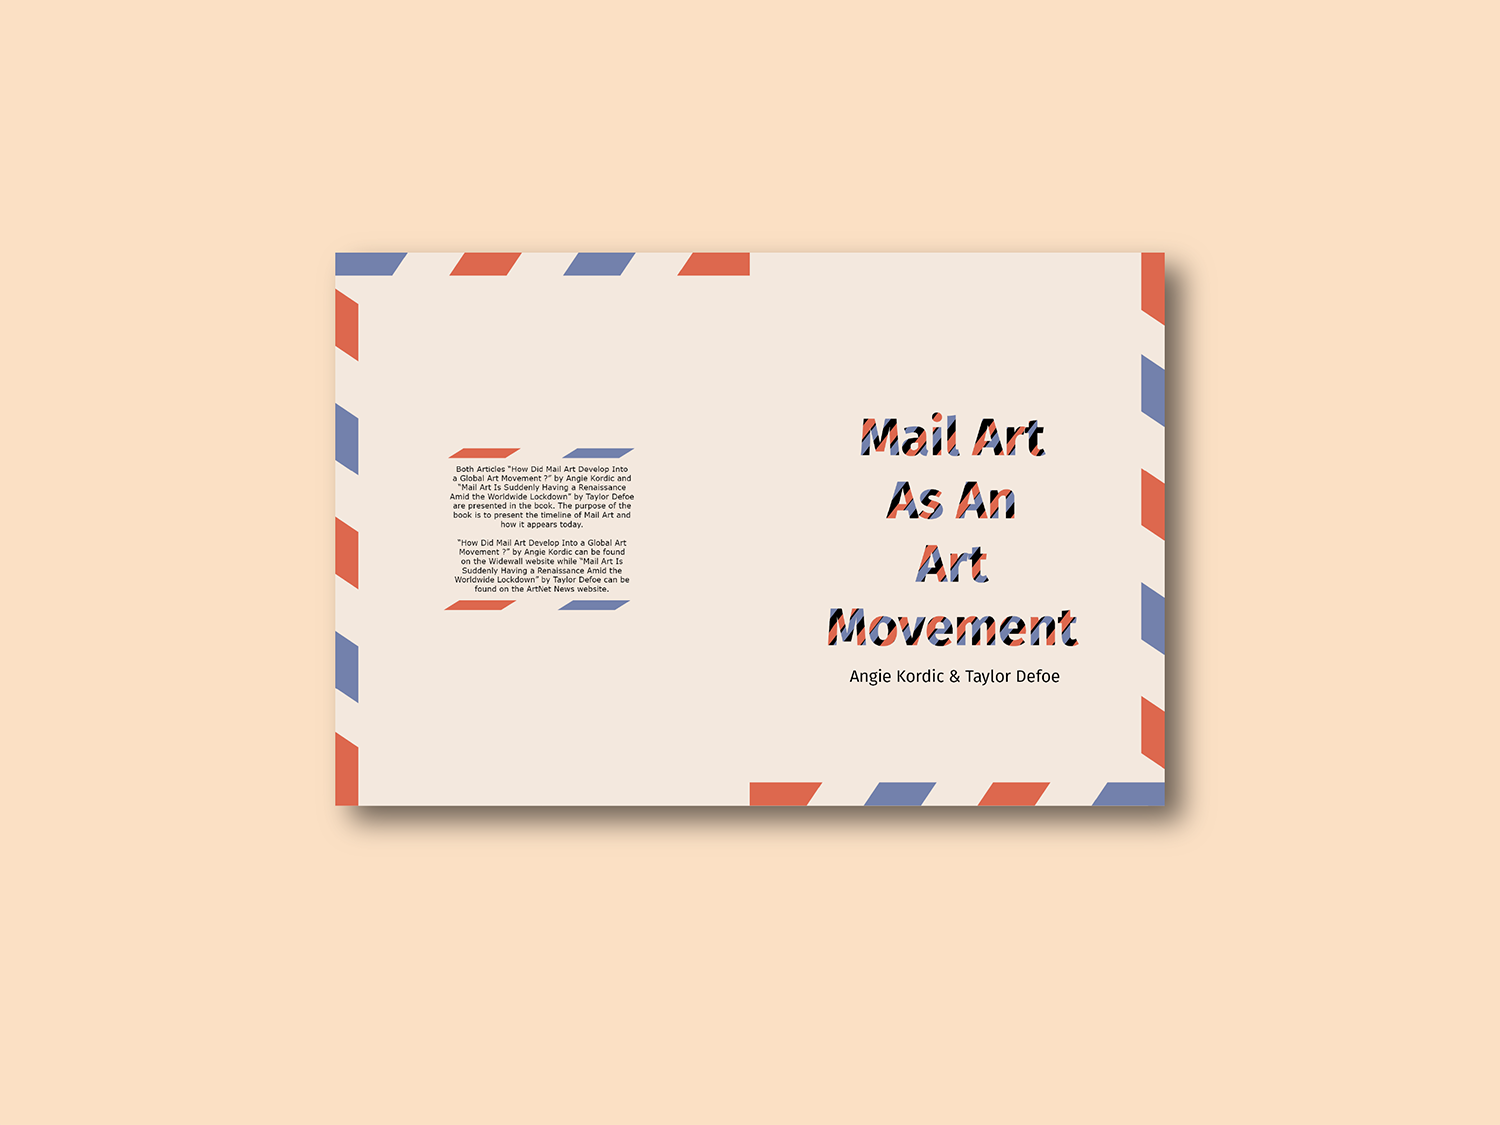 Both Articles “How Did Mail Art Develop Into
a Global Art Movement ?” by Angie Kordic and
“Mail Art Is Suddenly Having a Renaissance
Amid the Worldwide Lockdown” by Taylor Defoe
are presented in the book. The purpose of the
book is to present the timeline of Mail Art and
how it appears today.
“How Did Mail Art Develop Into a Global Art
Movement ?” by Angie Kordic can be found
on the Widewall website while “Mail Art Is
Suddenly Having a Renaissance Amid the
Worldwide Lockdown” by Taylor Defoe can be
found on the ArtNet News website.
Mail Art
As An
Art
Movement
Angie Kordic & Taylor Defoe